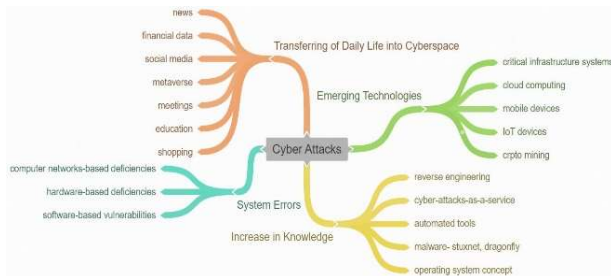 news
financial data
social media
metaverse
meetings
education
shopping
Transferring of Daily Life into Cyberspace
Emerging Technologies
critical infrastructure systems
cloud computing
mobile devices
IoT devices
crpto mining
Cyber Attacks
computer networks-based deficiencies
hardware-based deficiencies
software-based vulnerabilities
System Errors
Increase in Knowledge
reverse engineering
cyber-attacks-as-a-service
automated tools
malware- stuxnet, dragonfly
operating system concept